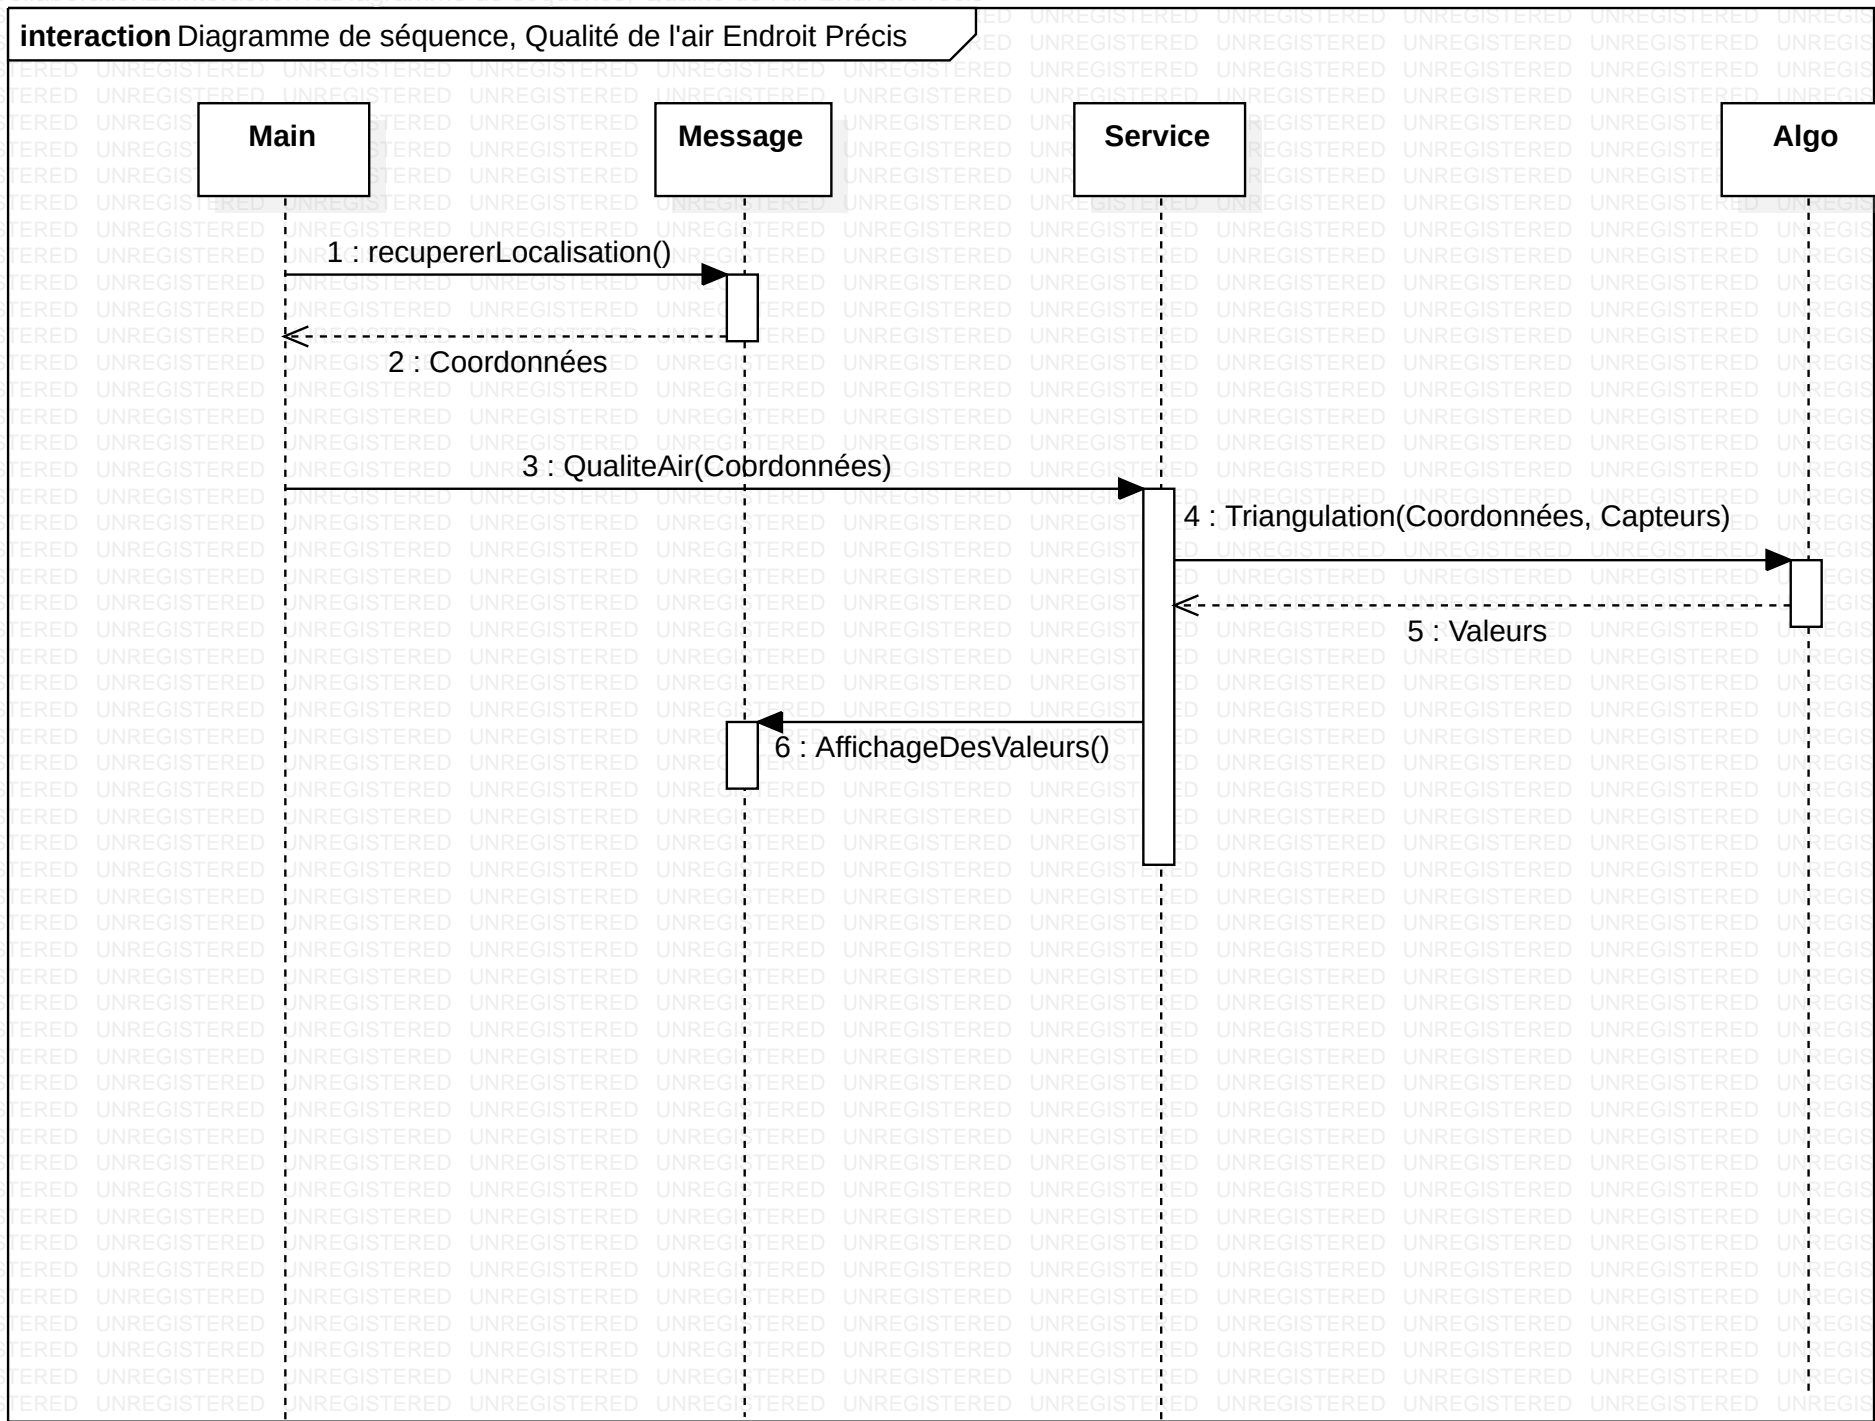 interaction Diagramme de séquence, Qualité de l'air Endroit Précis
Main
Message
Service
Algo
1 : recupererLocalisation()
2 : Coordonnées
3 : QualiteAir(Coordonnées)
4 : Triangulation(Coordonnées, Capteurs)
5 : Valeurs
6 : AffichageDesValeurs()
UNREGISTERED